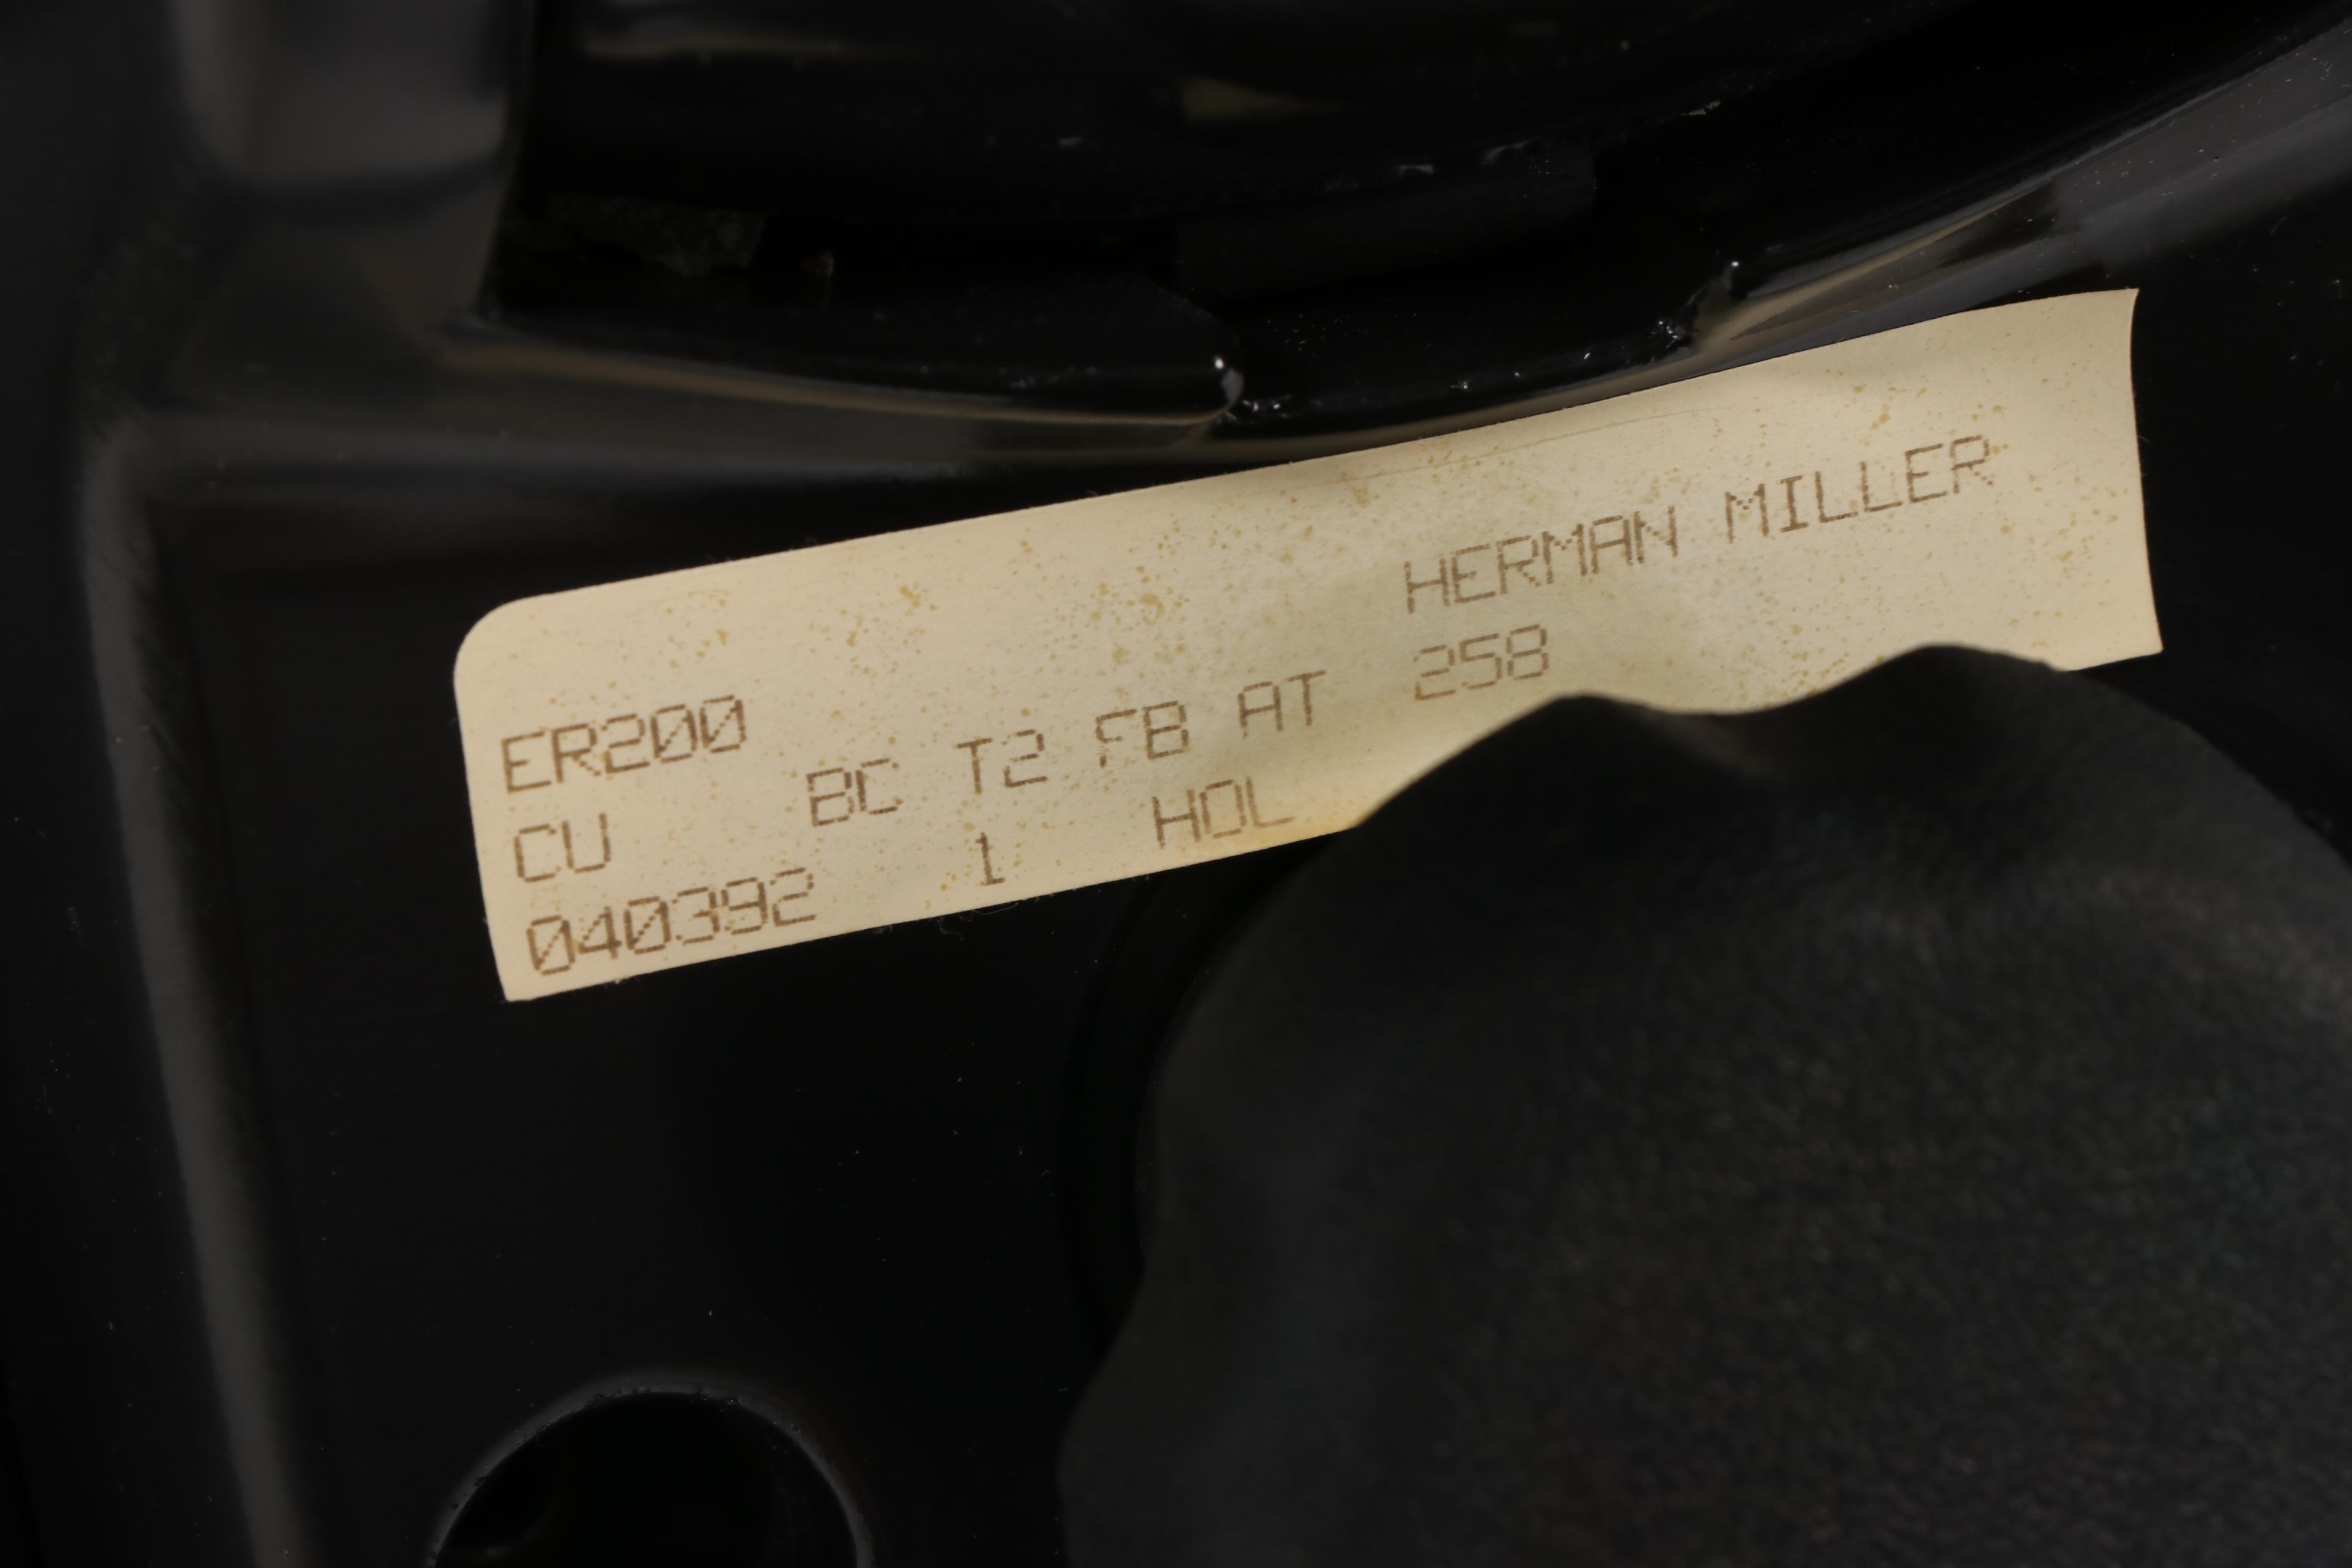 HERMAN MILLER
ER200
CU BC T2 FB AT 258
040392 1 HOL